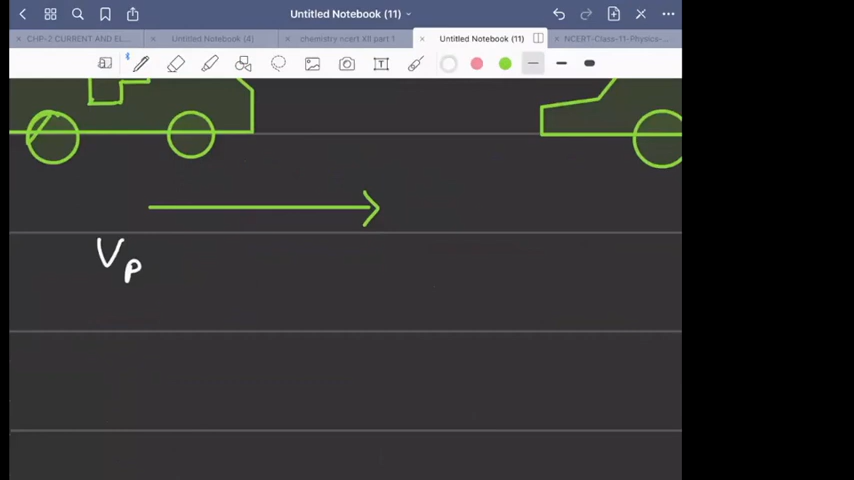 Untitled Notebook (11)
CHP-2 CURRENT AND EL...
Untitled Notebook (4)
chemistry ncert XII part 1
Untitled Notebook (11)
NCERT-Class-11-Physics-...
T
Vp